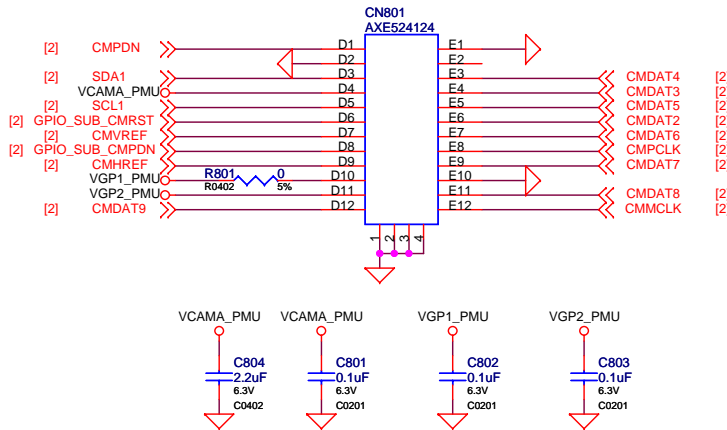 CN801
AXE524124
[2] CMPDN D1 E1
D2 E2
[2] SDA1 D3 E3 CMDAT4 [2]
VCAMA_PMU D4 E4 CMDAT3 [2]
[2] SCL1 D5 E5 CMDAT5 [2]
[2] GPIO_SUB_CMRST D6 E6 CMDAT2 [2]
[2] CMVREF D7 E7 CMDAT6 [2]
[2] GPIO_SUB_CMPDN D8 E8 CMPCLK [2]
[2] CMHREF D9 E9 CMDAT7 [2]
VGP1_PMU R801 0 D10 E10
R0402 5%
VGP2_PMU D11 E11 CMDAT8 [2]
[2] CMDAT9 D12 E12 CMMCLK [2]
1 2 3 4
VCAMA_PMU VCAMA_PMU VGP1_PMU VGP2_PMU
C804 C801 C802 C803
2.2uF 0.1uF 0.1uF 0.1uF
6.3V 6.3V 6.3V 6.3V
C0402 C0201 C0201 C0201